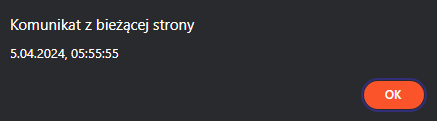 Komunikat z bieżącej strony
5.04.2024, 05:55:55
OK